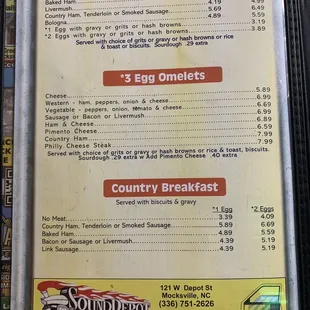 Baked Ham 4.19 4.99
Livermush 5.69 6.49
Country Ham, Tenderloin or Smoked Sausage 4.89 5.59
Bologna
*1 Egg with gravy or grits or hash browns 3.19
*2 Eggs with gravy or grits or hash browns 3.89
Served with choice of grits or gravy or hash browns or rice
& toast or biscuits. Sourdough .29 extra
*3 Egg Omelets
Cheese 5.89
Western - ham, peppers, onion & cheese 6.99
Vegetable - peppers, onion, tomato & cheese 6.99
Sausage or Bacon or Livermush 6.89
Ham & Cheese 6.99
Pimento Cheese 6.59
Country Ham 7.99
Philly Cheese Steak 7.99
Served with choice of grits or gravy or hash browns or rice & toast, biscuits.
Sourdough .29 extra w Add Pimento Cheese .40 extra
Country Breakfast
Served with biscuits & gravy
*1 Egg *2 Eggs
No Meat 3.39 4.09
Country Ham, Tenderloin or Smoked Sausage 5.89 6.69
Baked Ham 4.39 5.19
Bacon or Sausage or Livermush 4.39 5.19
Link Sausage 4.39 5.19
SOUND DEPOT
121 W Depot St
Mocksville, NC
(336) 751-2626